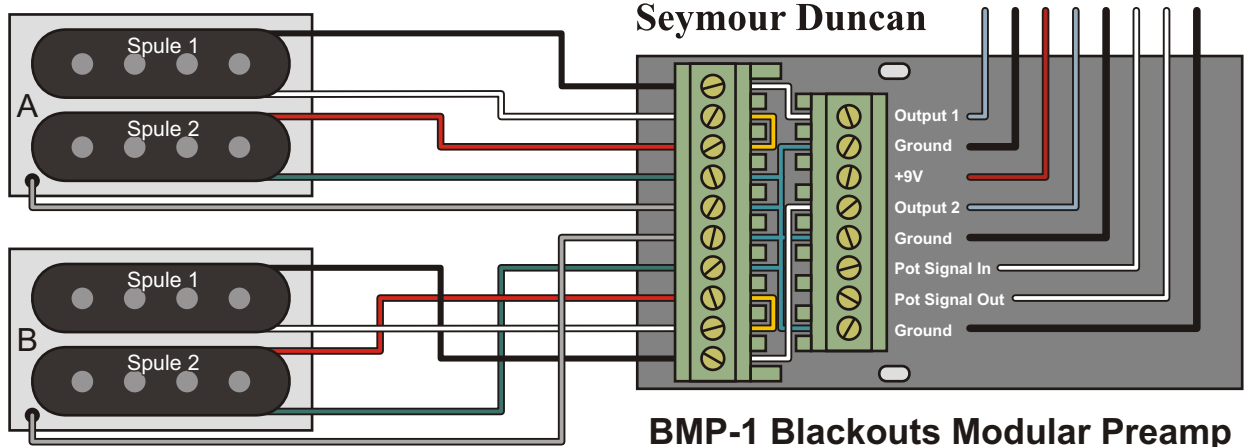 Seymour Duncan
A
Spule 1
Spule 2
B
Spule 1
Spule 2
Output 1
Ground
+9V
Output 2
Ground
Pot Signal In
Pot Signal Out
Ground
BMP-1 Blackouts Modular Preamp